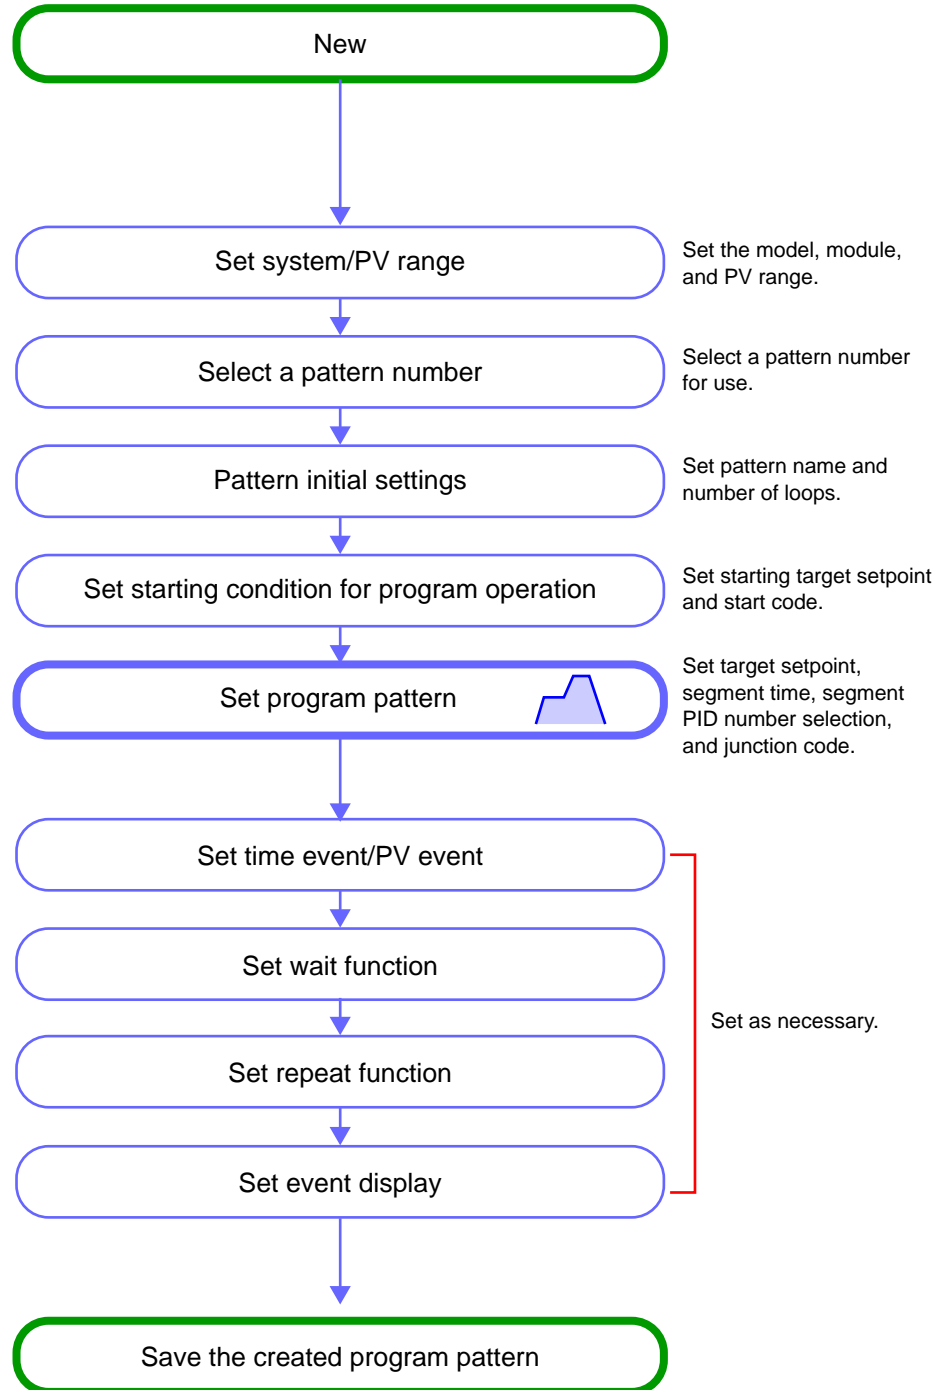 New
Set system/PV range
Set the model, module,
and PV range.
Select a pattern number
Select a pattern number
for use.
Pattern initial settings
Set pattern name and
number of loops.
Set starting condition for program operation
Set starting target setpoint
and start code.
Set program pattern
Set target setpoint,
segment time, segment
PID number selection,
and junction code.
Set time event/PV event
Set wait function
Set as necessary.
Set repeat function
Set event display
Save the created program pattern